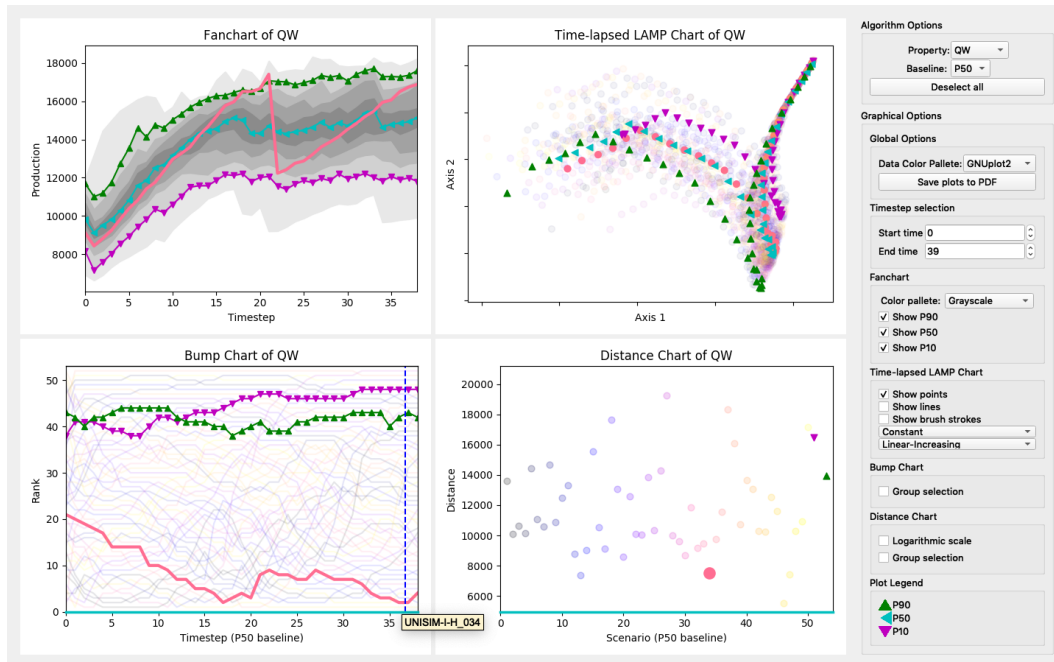 Fanchart of QW
Production
18000
16000
14000
12000
10000
8000
0 5 10 15 20 25 30 35
Timestep
Time-lapsed LAMP Chart of QW
Axis 2
Axis 1
Bump Chart of QW
Rank
50
40
30
20
10
0
0 5 10 15 20 25 30 35
Timestep (P50 baseline)
UNISIM-I-H_034
Distance Chart of QW
Distance
20000
18000
16000
14000
12000
10000
8000
6000
0 10 20 30 40 50
Scenario (P50 baseline)
Algorithm Options
Property: QW
Baseline: P50
Deselect all
Graphical Options
Global Options
Data Color Pallete: GNUplot2
Save plots to PDF
Timestep selection
Start time 0
End time 39
Fanchart
Color pallete: Grayscale
Show P90
Show P50
Show P10
Time-lapsed LAMP Chart
Show points
Show lines
Show brush strokes
Constant
Linear-Increasing
Bump Chart
Group selection
Distance Chart
Logarithmic scale
Group selection
Plot Legend
P90
P50
P10